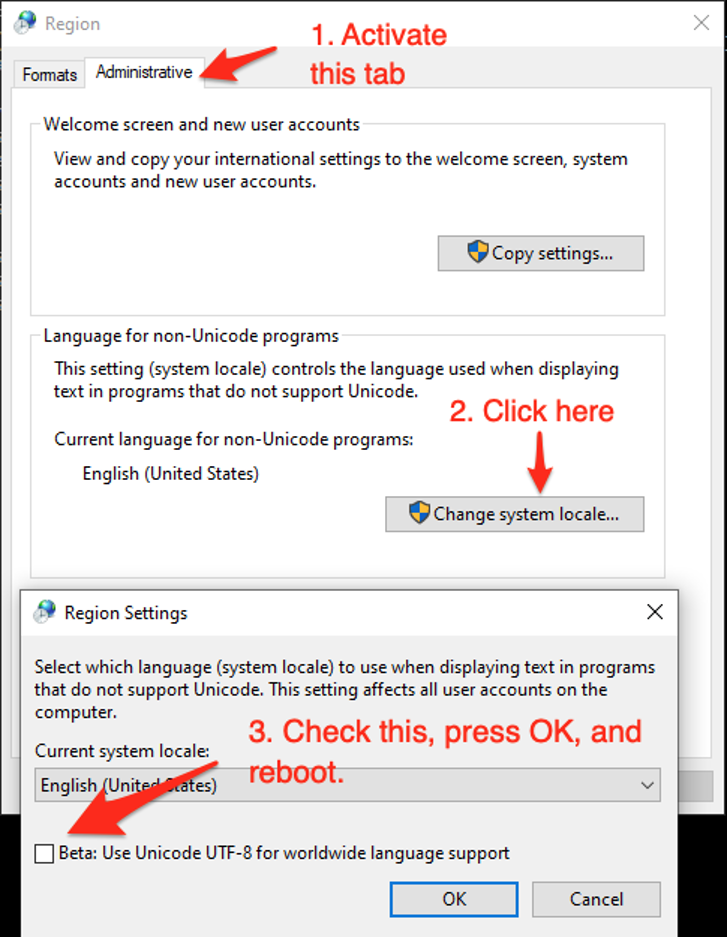 Region
1. Activate
this tab
Formats
Administrative
Welcome screen and new user accounts
View and copy your international settings to the welcome screen, system
accounts and new user accounts.
Copy settings...
Language for non-Unicode programs
This setting (system locale) controls the language used when displaying
text in programs that do not support Unicode.
2. Click here
Current language for non-Unicode programs:
English (United States)
Change system locale...
Region Settings
Select which language (system locale) to use when displaying text in programs
that do not support Unicode. This setting affects all user accounts on the
computer.
3. Check this, press OK, and
reboot.
Current system locale:
English (United States)
Beta: Use Unicode UTF-8 for worldwide language support
OK
Cancel